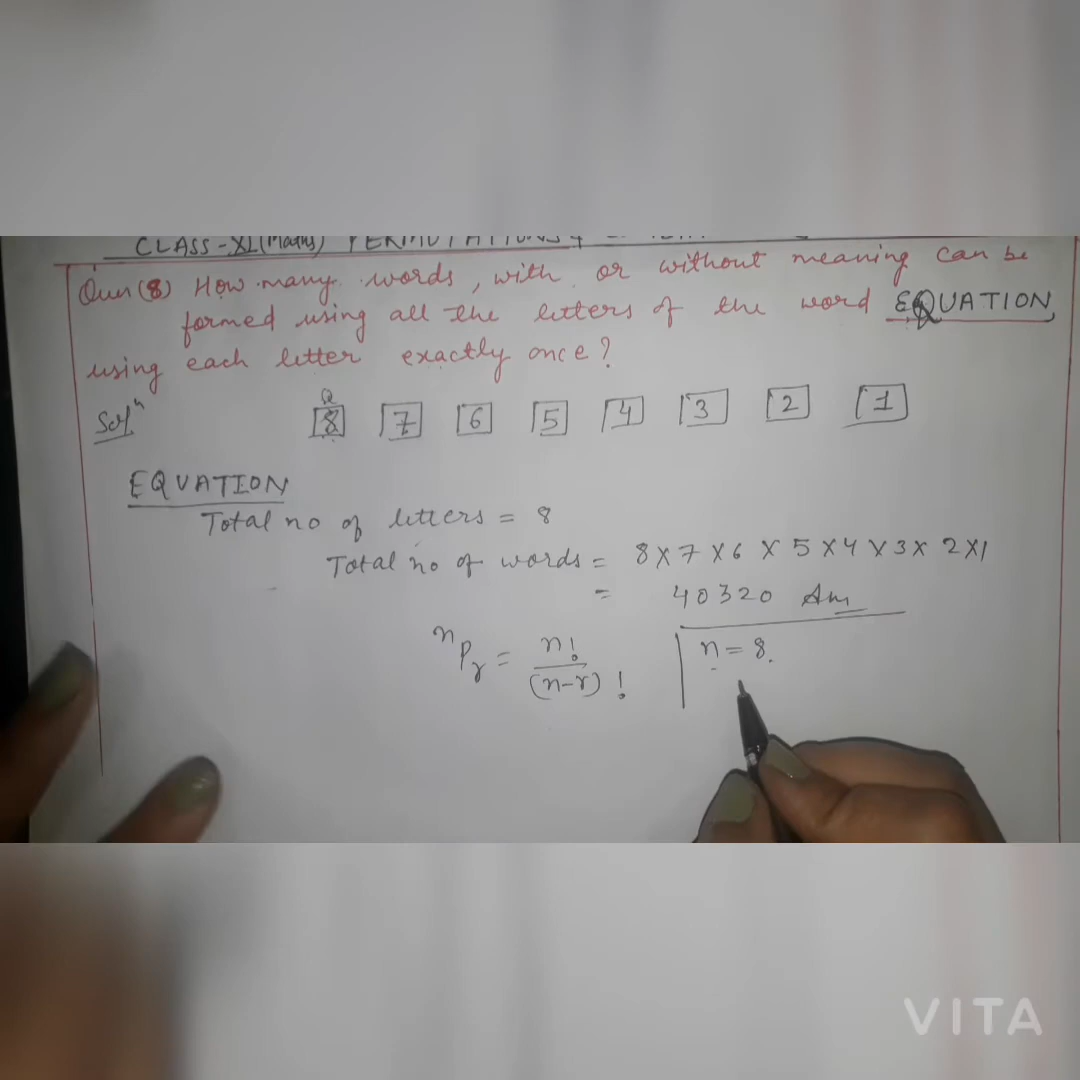 CLASS-XI(Maths) PERMUTATIONS &
Ques (8) How many words, with or without meaning can be
formed using all the letters of the word EQUATION
using each letter exactly once?
Solⁿ
8 7 6 5 4 3 2 1
EQUATION
Total no of letters = 8
Total no of words = 8 X 7 X 6 X 5 X 4 X 3 X 2 X 1
= 40320 Ans
ⁿPᵣ = n! / (n-r)! n = 8.
VITA